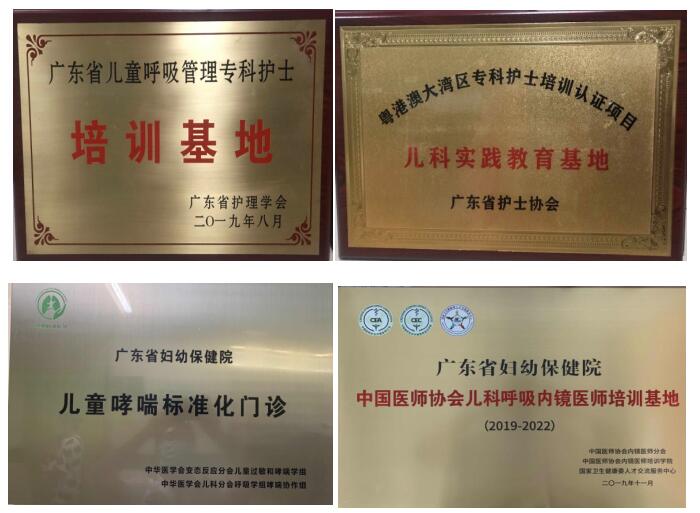 广东省儿童呼吸管理专科护士
培训基地
广东省护理学会
二〇一九年八月
粤港澳大湾区专科护士培训认证项目
儿科实践教育基地
广东省护士协会
广东省妇幼保健院
儿童哮喘标准化门诊
中华医学会变态反应分会儿童过敏和哮喘学组
中华医学会儿科分会呼吸学组哮喘协作组
CEA
CEC
广东省妇幼保健院
中国医师协会儿科呼吸内镜医师培训基地
(2019-2022)
中国医师协会内镜医师分会
中国医师协会内镜医师培训学院
国家卫生健康委人才交流服务中心
二〇一九年十一月